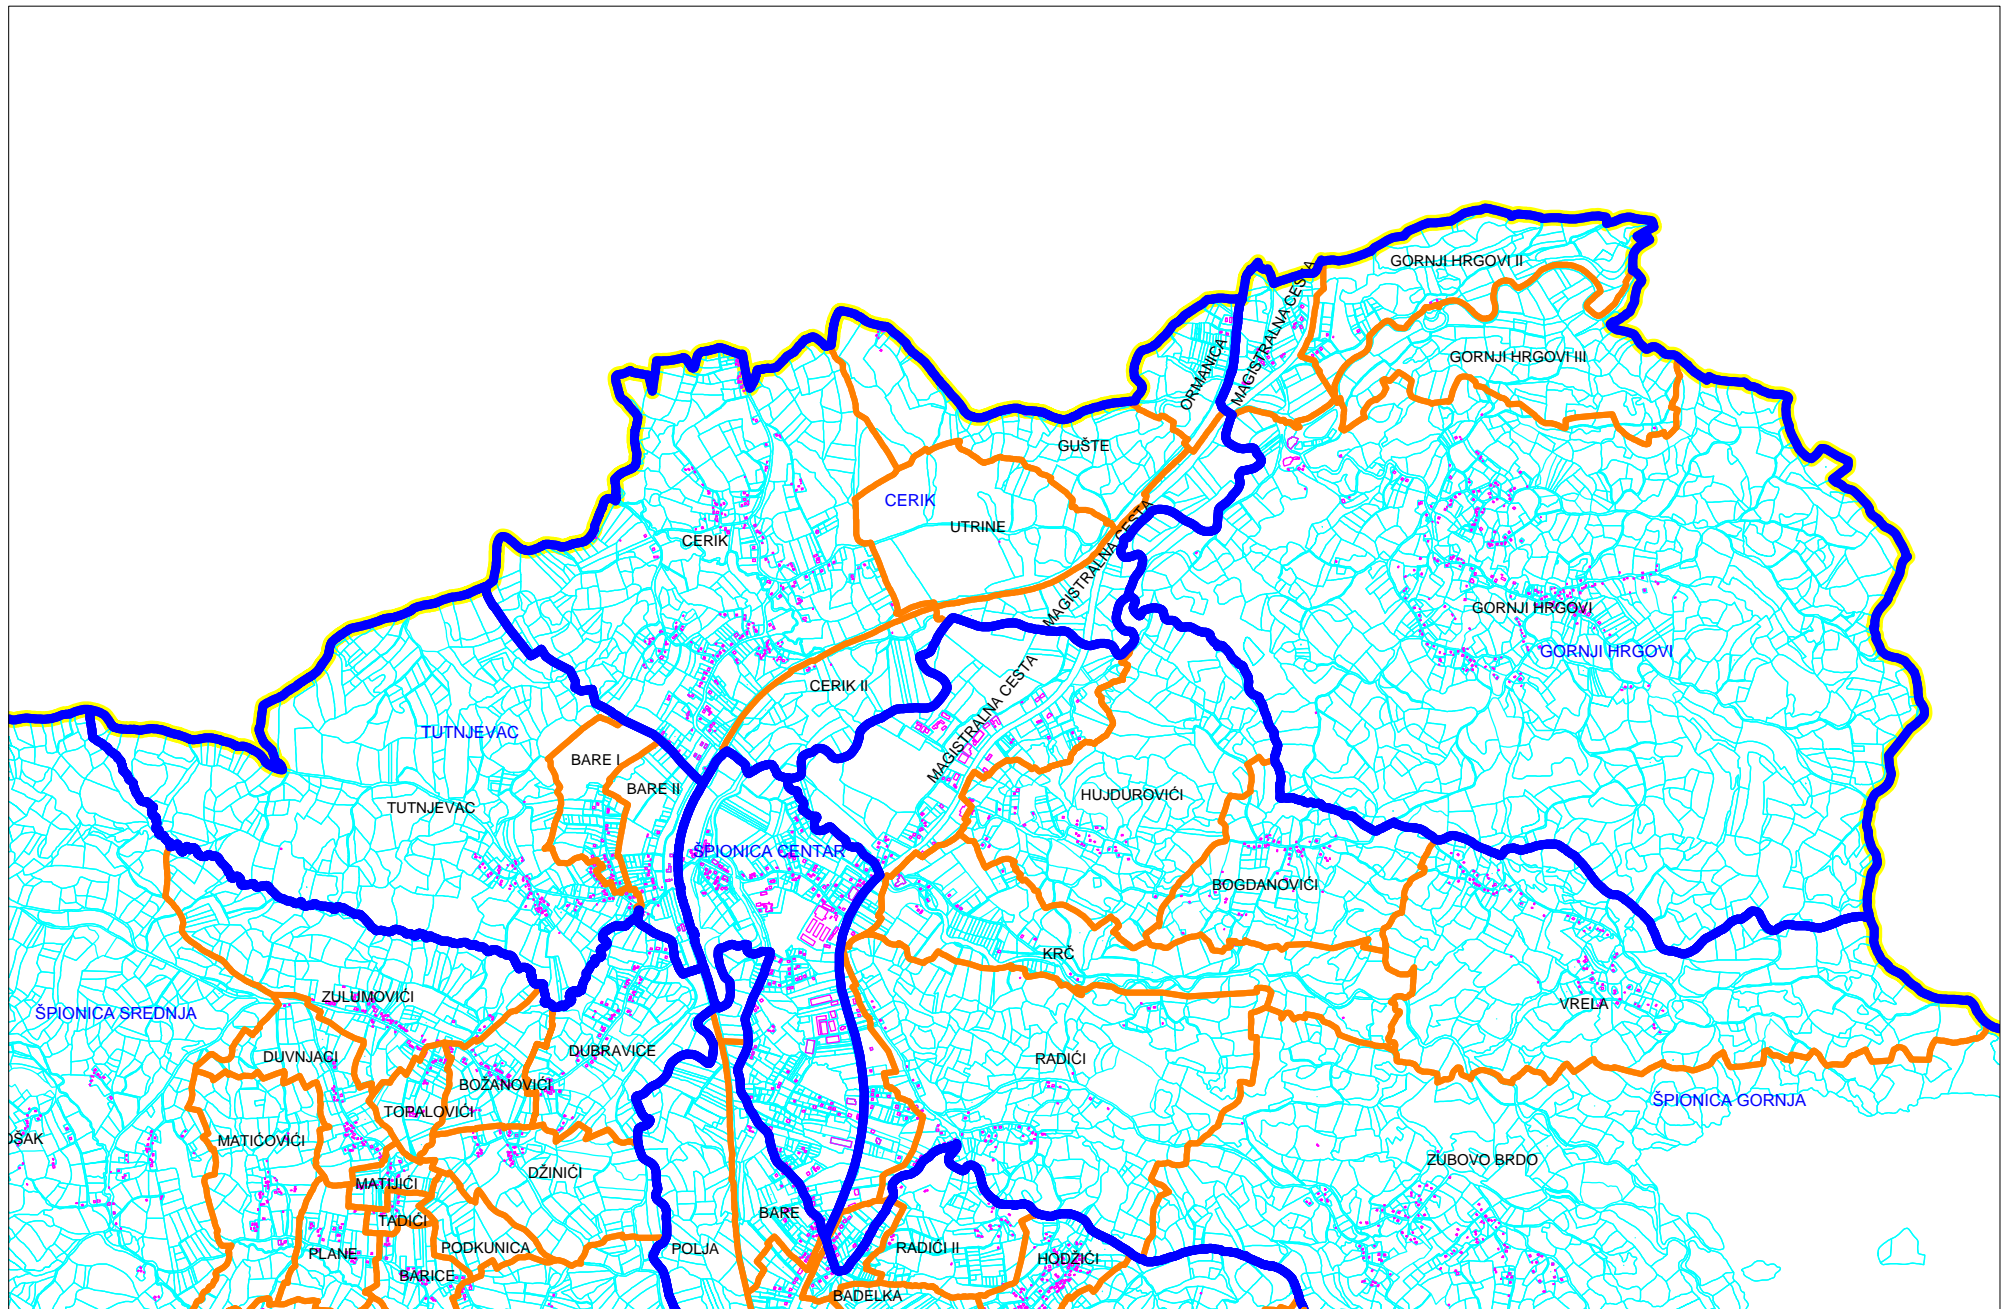 GORNJI HRGOVI II
MAGISTRALNA CESTA
GORNJI HRGOVI III
ORMANICA
GUŠTE
CERIK
UTRINE
CERIK
MAGISTRALNA CESTA
GORNJI HRGOVI
GORNJI HRGOVI
CERIK II
MAGISTRALNA CESTA
TUTNJEVAC
BARE I
BARE II
HUJDUROVIĆI
TUTNJEVAC
ŠPIONICA CENTAR
BOGDANOVIĆI
KRČ
ZULUMOVIĆI
VRELA
ŠPIONICA SREDNJA
DUBRAVICE
DUVNJACI
RADIĆI
BOŽANOVIĆI
ŠPIONICA GORNJA
TOPALOVIĆI
OŠAK
MATIĆOVIĆI
ZUBOVO BRDO
DŽINIĆI
MATIJIĆI
BARE
TADIĆI
PODKUNICA
POLJA
RADIĆI II
PLANE
HODŽIĆI
BARICE
BADELKA